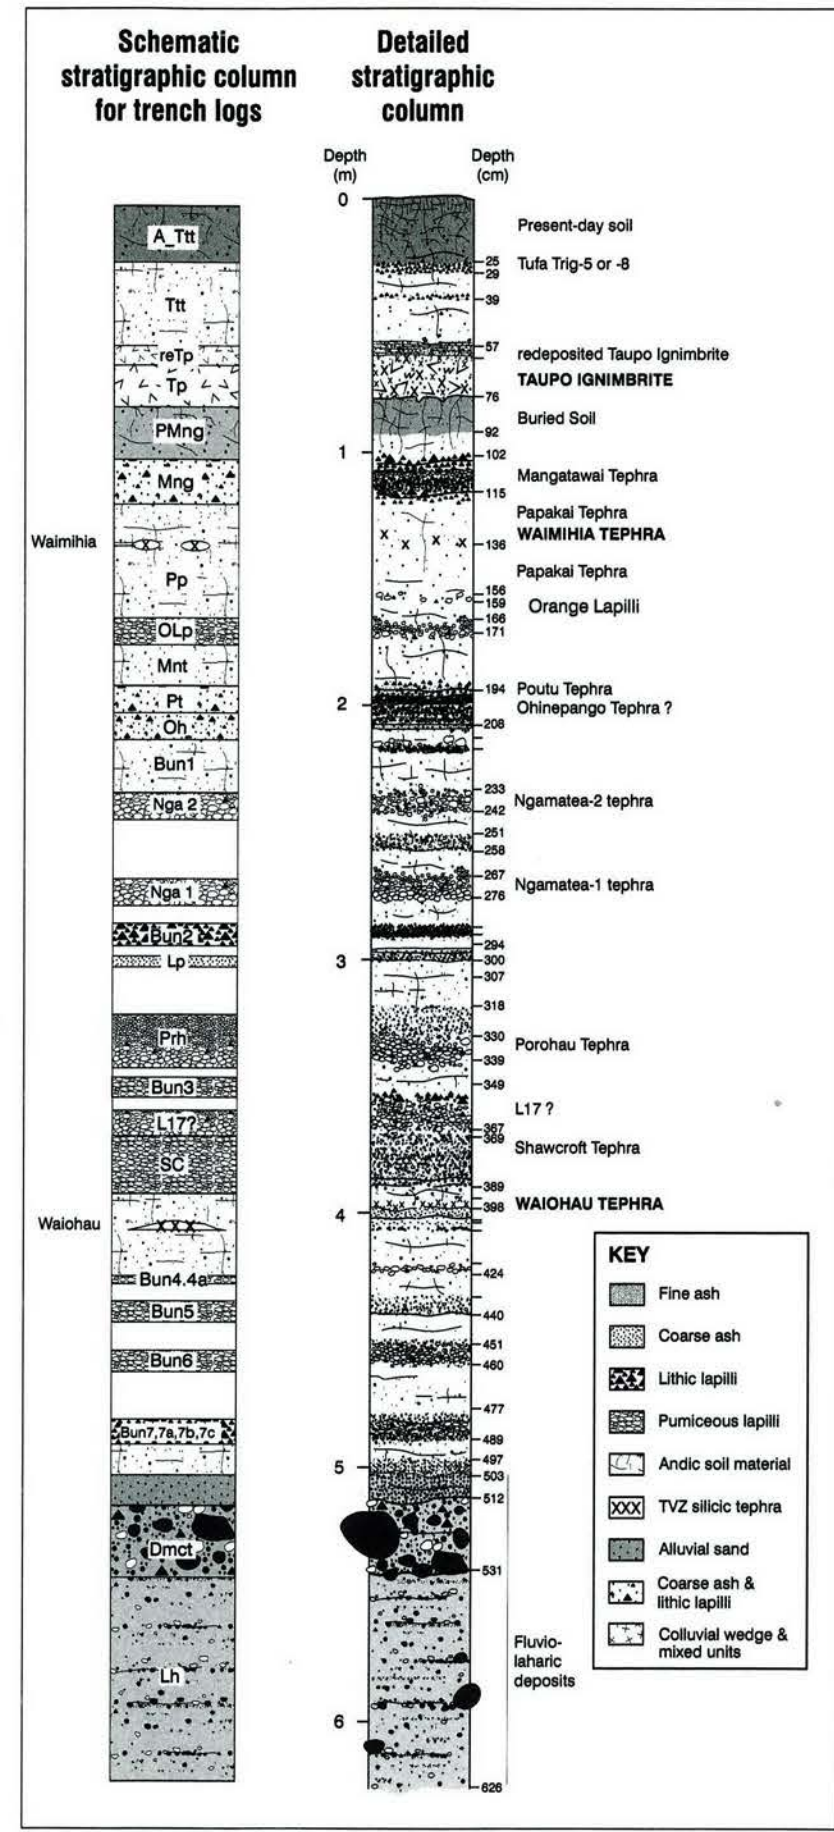 Schematic
stratigraphic column
for trench logs
Detailed
stratigraphic
column
Depth
(m)
Depth
(cm)
A_Ttt
Ttt
reTp
Tp
PMng
Mng
Waimihia
X X
Pp
OLp
Mnt
Pt
Oh
Bun1
Nga 2
Nga 1
Bun2
Lp
Prh
Bun3
L17?
SC
Waiohau
XXX
Bun4.4a
Bun5
Bun6
Bun7,7a,7b,7c
Dmct
Lh
0
1
2
3
4
5
6
25
29
39
57
76
92
102
115
136
156
159
166
171
194
208
233
242
251
258
267
276
294
300
307
318
330
339
349
367
369
389
398
424
440
451
460
477
489
497
503
512
531
626
Present-day soil
Tufa Trig-5 or -8
redeposited Taupo Ignimbrite
TAUPO IGNIMBRITE
Buried Soil
Mangatawai Tephra
Papakai Tephra
WAIMIHIA TEPHRA
Papakai Tephra
Orange Lapilli
Poutu Tephra
Ohinepango Tephra ?
Ngamatea-2 tephra
Ngamatea-1 tephra
Porohau Tephra
L17 ?
Shawcroft Tephra
WAIOHAU TEPHRA
Fluvio-
laharic
deposits
KEY
Fine ash
Coarse ash
Lithic lapilli
Pumiceous lapilli
Andic soil material
XXX TVZ silicic tephra
Alluvial sand
Coarse ash &
lithic lapilli
Colluvial wedge &
mixed units